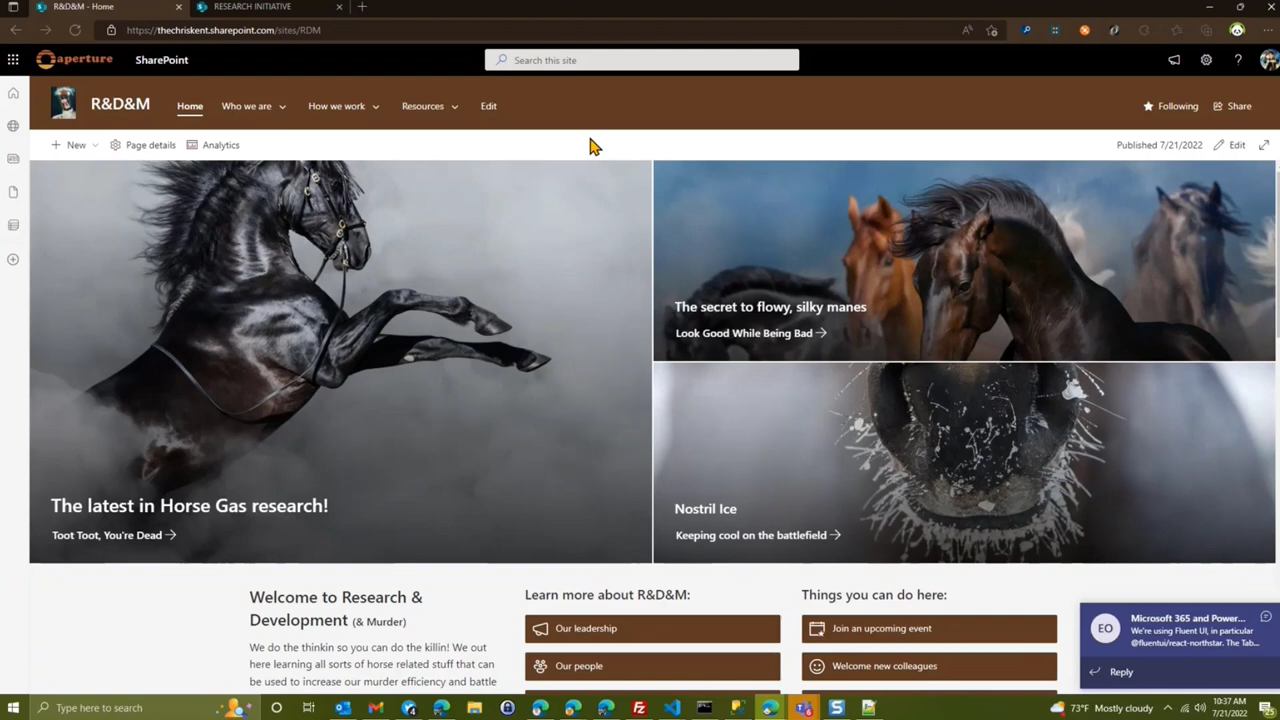 R&D&M - Home
RESEARCH INITIATIVE
https://thechriskent.sharepoint.com/sites/RDM
aperture
SharePoint
Search this site
R&D&M
Home
Who we are
How we work
Resources
Edit
Following
Share
New
Page details
Analytics
Published 7/21/2022
Edit
The latest in Horse Gas research!
Toot Toot, You're Dead
The secret to flowy, silky manes
Look Good While Being Bad
Nostril Ice
Keeping cool on the battlefield
Welcome to Research &
Development (& Murder)
We do the thinkin so you can do the killin! We out
here learning all sorts of horse related stuff that can
be used to increase our murder efficiency and battle
Learn more about R&D&M:
Our leadership
Our people
Things you can do here:
Join an upcoming event
Welcome new colleagues
EO
Microsoft 365 and Power...
We're using Fluent UI, in particular
@fluentui/react-northstar. The Tab...
Reply
Type here to search
73°F Mostly cloudy
10:37 AM
7/21/2022